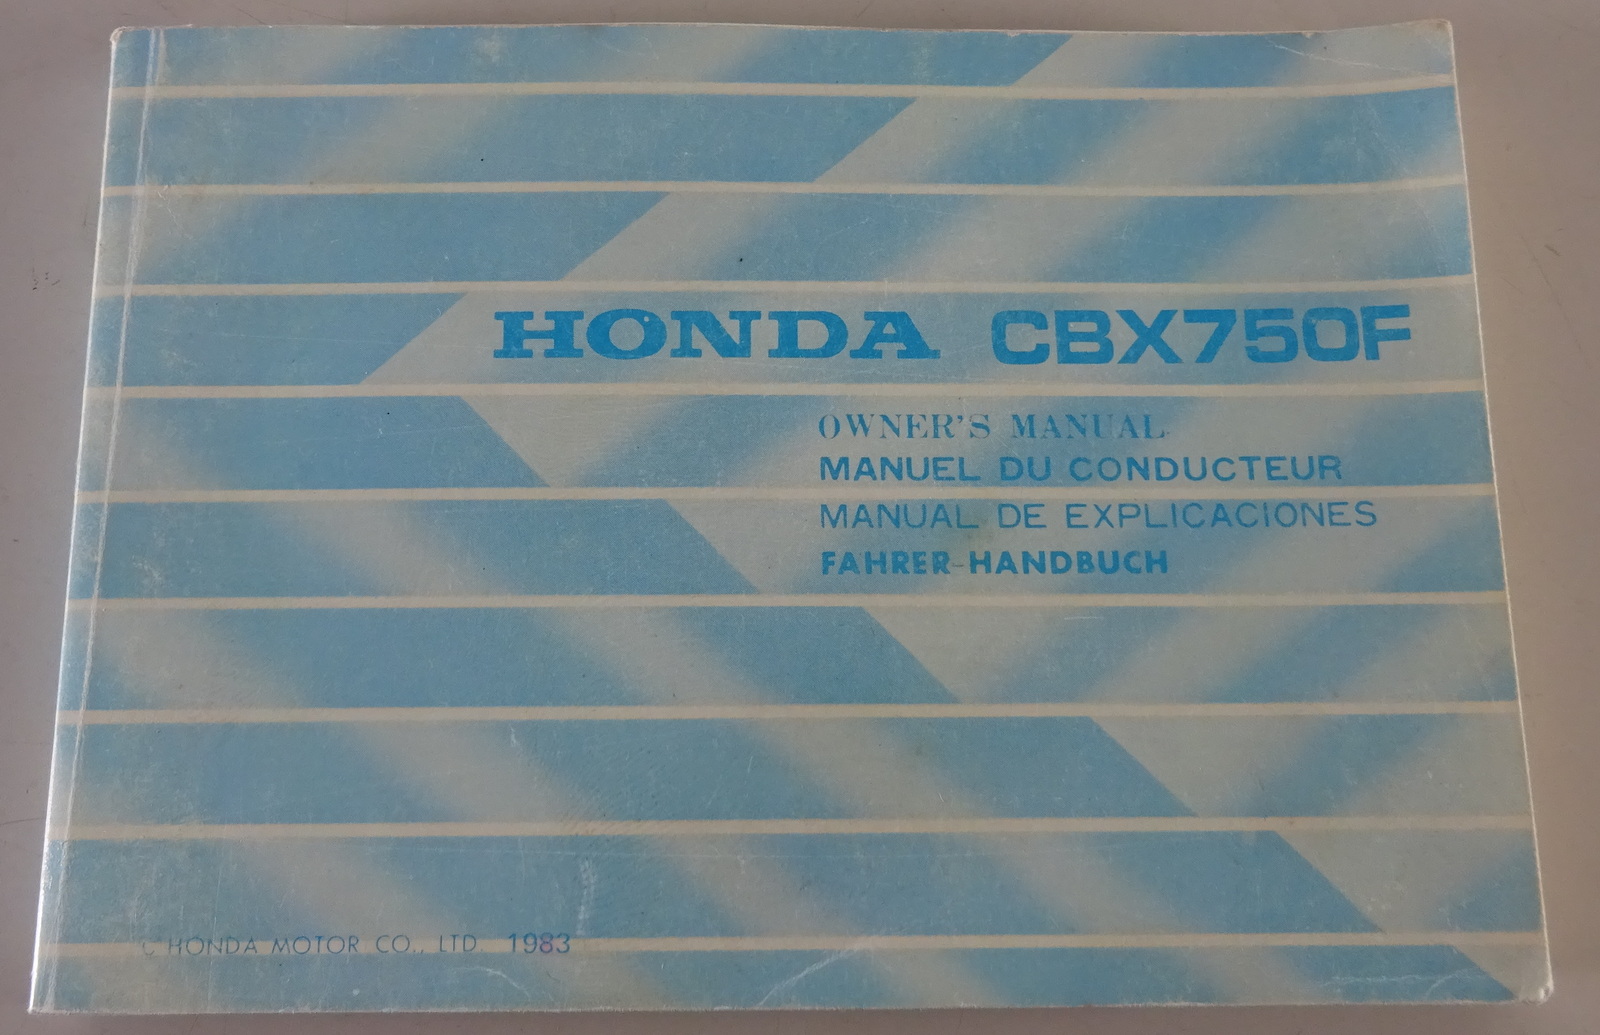 HONDA CBX750F
OWNER'S MANUAL
MANUEL DU CONDUCTEUR
MANUAL DE EXPLICACIONES
FAHRER-HANDBUCH
© HONDA MOTOR CO., LTD. 1983